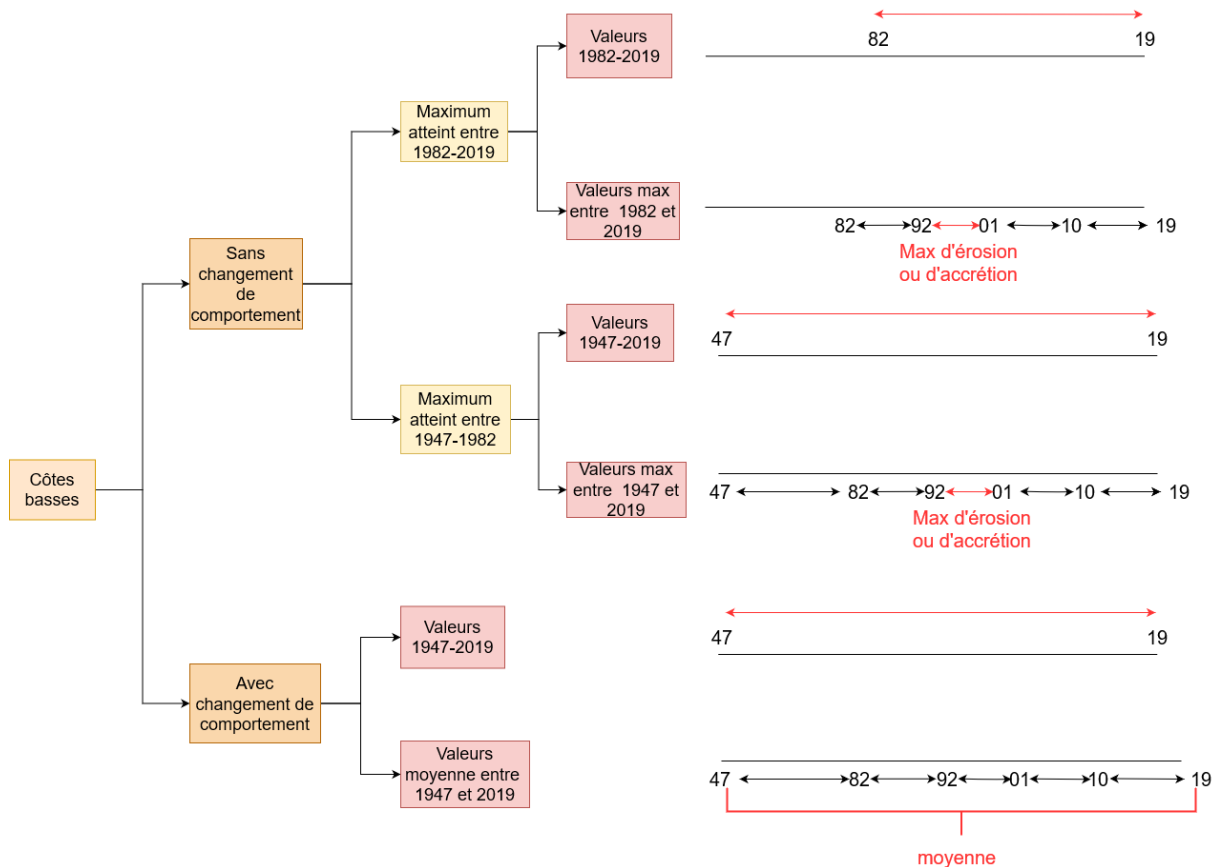 Valeurs
1982-2019
82 19
Maximum
atteint entre
1982-2019
Valeurs max
entre 1982 et
2019
82 92 01 10 19
Max d'érosion
ou d'accrétion
Sans
changement
de
comportement
Valeurs
1947-2019
47 19
Maximum
atteint entre
1947-1982
Valeurs max
entre 1947 et
2019
47 82 92 01 10 19
Max d'érosion
ou d'accrétion
Côtes
basses
Valeurs
1947-2019
47 19
Avec
changement de
comportement
Valeurs
moyenne entre
1947 et 2019
47 82 92 01 10 19
moyenne